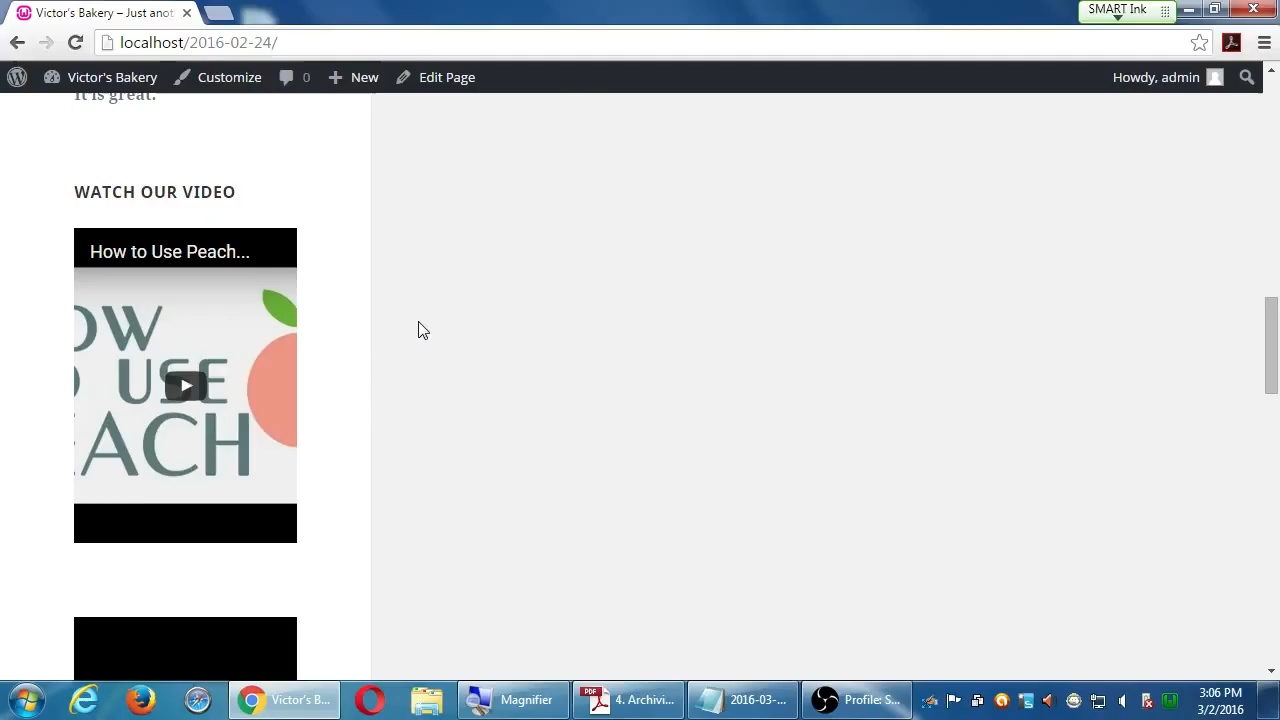 Victor's Bakery – Just anot
SMART Ink
localhost/2016-02-24/
Victor's Bakery
Customize
0
New
Edit Page
Howdy, admin
It is great.
WATCH OUR VIDEO
How to Use Peach...
OW
USE
EACH
Victor's B...
Magnifier
PDF
4. Archivi...
2016-03-...
Profile: S...
3:06 PM
3/2/2016